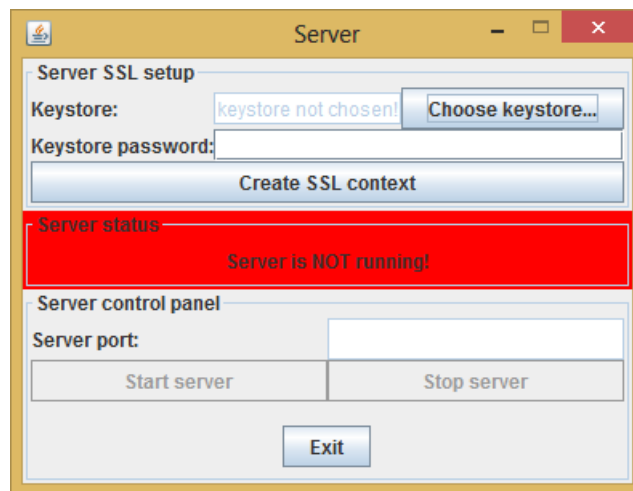 Server
Server SSL setup
Keystore: keystore not chosen! Choose keystore...
Keystore password:
Create SSL context
Server status
Server is NOT running!
Server control panel
Server port:
Start server Stop server
Exit